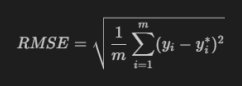 RMSE = \sqrt{\frac{1}{m} \sum_{i=1}^{m} (y_i - y_i^*)^2}